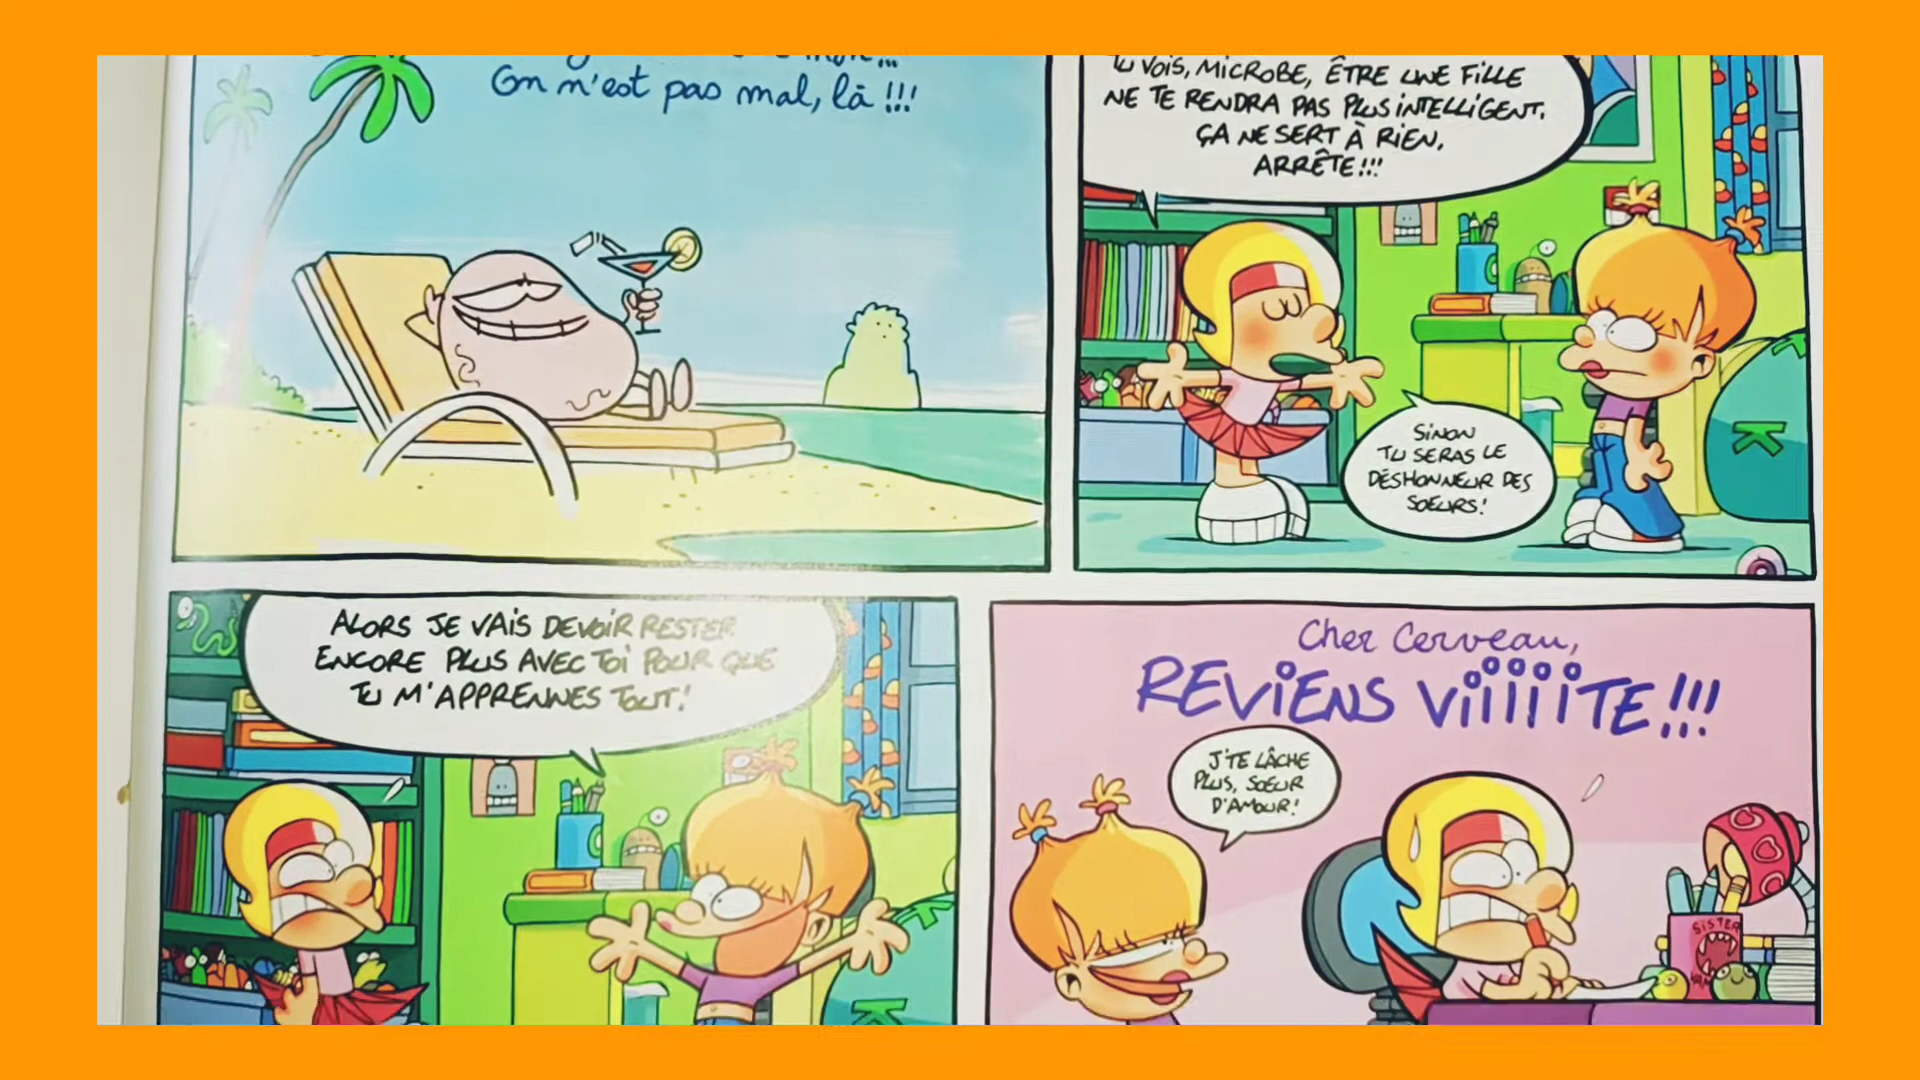 On n'est pas mal, là !!!
TU VOIS, MICROBE, ÊTRE UNE FILLE
NE TE RENDRA PAS PLUS INTELLIGENT.
ÇA NE SERT À RIEN,
ARRÊTE!!!
SINON
TU SERAS LE
DÉSHONNEUR DES
SOEURS!
ALORS JE VAIS DEVOIR RESTER
ENCORE PLUS AVEC TOI POUR QUE
TU M'APPRENNES TOUT!
Cher Cerveau,
REVIENS VIIIIITE!!!
J'TE LÂCHE
PLUS, SOEUR
D'AMOUR!
SISTER
K
K